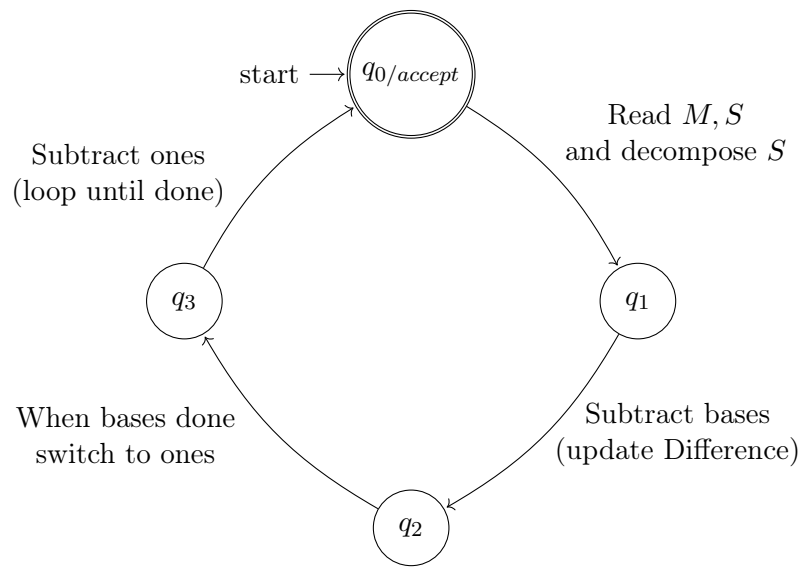 start
q0/accept
Read M, S
and decompose S
Subtract ones
(loop until done)
q3
q1
When bases done
switch to ones
Subtract bases
(update Difference)
q2